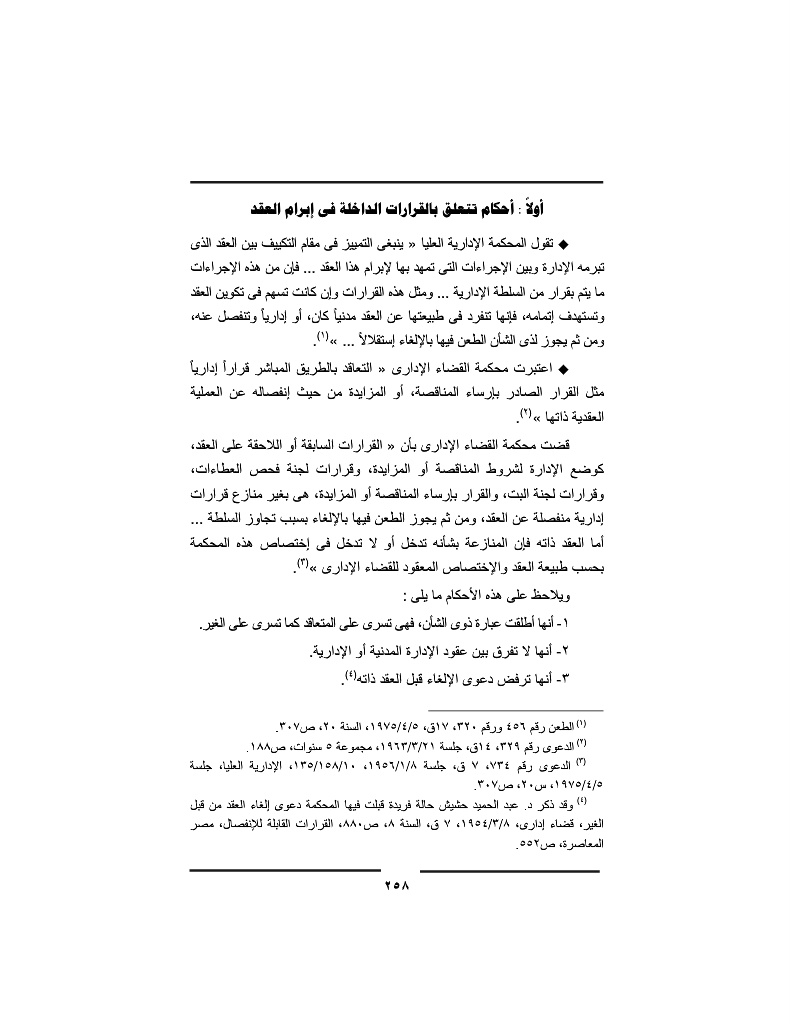 أولاً : أحكام تتعلق بالقرارات الداخلة فى إبرام العقد
◆ تقول المحكمة الإدارية العليا « ينبغى التمييز فى مقام التكييف بين العقد الذى
تبرمه الإدارة وبين الإجراءات التى تمهد بها لإبرام هذا العقد ... فإن من هذه الإجراءات
ما يتم بقرار من السلطة الإدارية ... ومثل هذه القرارات وإن كانت تسهم فى تكوين العقد
وتستهدف إتمامه، فإنها تنفرد فى طبيعتها عن العقد مدنياً كان، أو إدارياً وتنفصل عنه،
ومن ثم يجوز لذى الشأن الطعن فيها بالإلغاء إستقلالاً ... »(١).
◆ اعتبرت محكمة القضاء الإدارى « التعاقد بالطريق المباشر قراراً إدارياً
مثل القرار الصادر بإرساء المناقصة، أو المزايدة من حيث إنفصاله عن العملية
العقدية ذاتها »(٢).
قضت محكمة القضاء الإدارى بأن « القرارات السابقة أو اللاحقة على العقد،
كوضع الإدارة لشروط المناقصة أو المزايدة، وقرارات لجنة فحص العطاءات،
وقرارات لجنة البت، والقرار بإرساء المناقصة أو المزايدة، هى بغير منازع قرارات
إدارية منفصلة عن العقد، ومن ثم يجوز الطعن فيها بالإلغاء بسبب تجاوز السلطة ...
أما العقد ذاته فإن المنازعة بشأنه تدخل أو لا تدخل فى إختصاص هذه المحكمة
بحسب طبيعة العقد والإختصاص المعقود للقضاء الإدارى »(٣).
ويلاحظ على هذه الأحكام ما يلى :
١- أنها أطلقت عبارة ذوى الشأن، فهى تسرى على المتعاقد كما تسرى على الغير.
٢- أنها لا تفرق بين عقود الإدارة المدنية أو الإدارية.
٣- أنها ترفض دعوى الإلغاء قبل العقد ذاته(٤).
(١) الطعن رقم ٤٥٦ ورقم ٣٢٠، ١٧ق، ١٩٧٥/٤/٥، السنة ٢٠، ص٣٠٧.
(٢) الدعوى رقم ٣٢٩، ١٤ق، جلسة ١٩٦٣/٣/٢١، مجموعة ٥ سنوات، ص١٨٨.
(٣) الدعوى رقم ٧٣٤، ٧ ق، جلسة ١٩٥٦/١/٨، ١٣٥/١٥٨/١٠، الإدارية العليا، جلسة
١٩٧٥/٤/٥، س٢٠، ص٣٠٧.
(٤) وقد ذكر د. عبد الحميد حشيش حالة فريدة قبلت فيها المحكمة دعوى إلغاء العقد من قبل
الغير، قضاء إدارى، ١٩٥٤/٣/٨، ٧ ق، السنة ٨، ص٨٨٠، القرارات القابلة للإنفصال، مصر
المعاصرة، ص٥٥٢.
٢٥٨